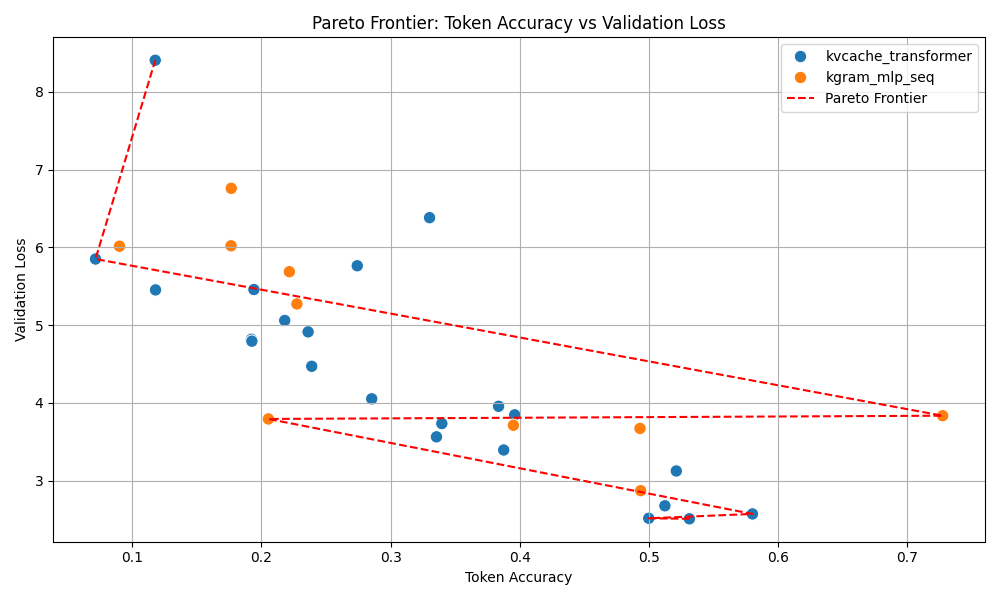 Pareto Frontier: Token Accuracy vs Validation Loss
kvcache_transformer
kgram_mlp_seq
Pareto Frontier
Validation Loss
8
7
6
5
4
3
0.1
0.2
0.3
0.4
0.5
0.6
0.7
Token Accuracy